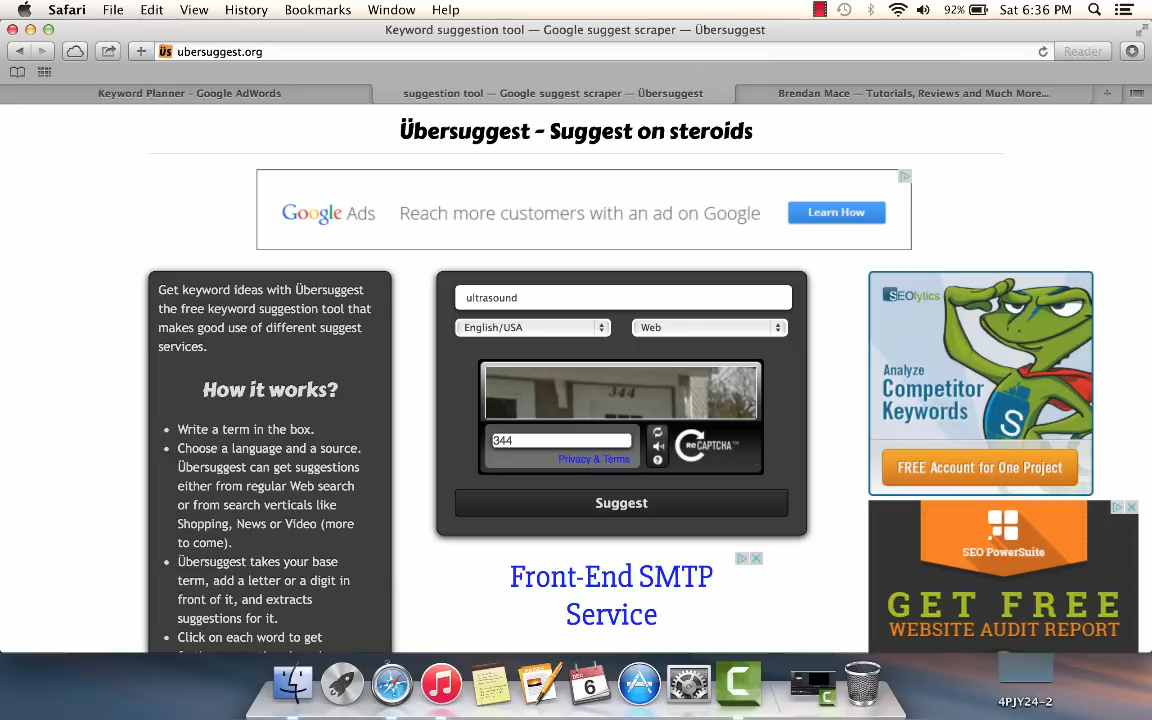 Safari File Edit View History Bookmarks Window Help 92% Sat 6:36 PM
Keyword suggestion tool — Google suggest scraper — Übersuggest
Üs ubersuggest.org Reader
Keyword Planner – Google AdWords suggestion tool — Google suggest scraper — Übersuggest Brendan Mace — Tutorials, Reviews and Much More...
Übersuggest - Suggest on steroids
Google Ads Reach more customers with an ad on Google Learn How
Get keyword ideas with Übersuggest
the free keyword suggestion tool that
makes good use of different suggest
services.
How it works?
• Write a term in the box.
• Choose a language and a source.
Übersuggest can get suggestions
either from regular Web search
or from search verticals like
Shopping, News or Video (more
to come).
• Übersuggest takes your base
term, add a letter or a digit in
front of it, and extracts
suggestions for it.
• Click on each word to get
ultrasound
English/USA Web
344
344
Privacy & Terms
reCAPTCHA™
Suggest
Front-End SMTP
Service
SEOlytics
Analyze
Competitor
Keywords
S
FREE Account for One Project
SEO PowerSuite
GET FREE
WEBSITE AUDIT REPORT
DEC
6
C
C
4PJY24-2